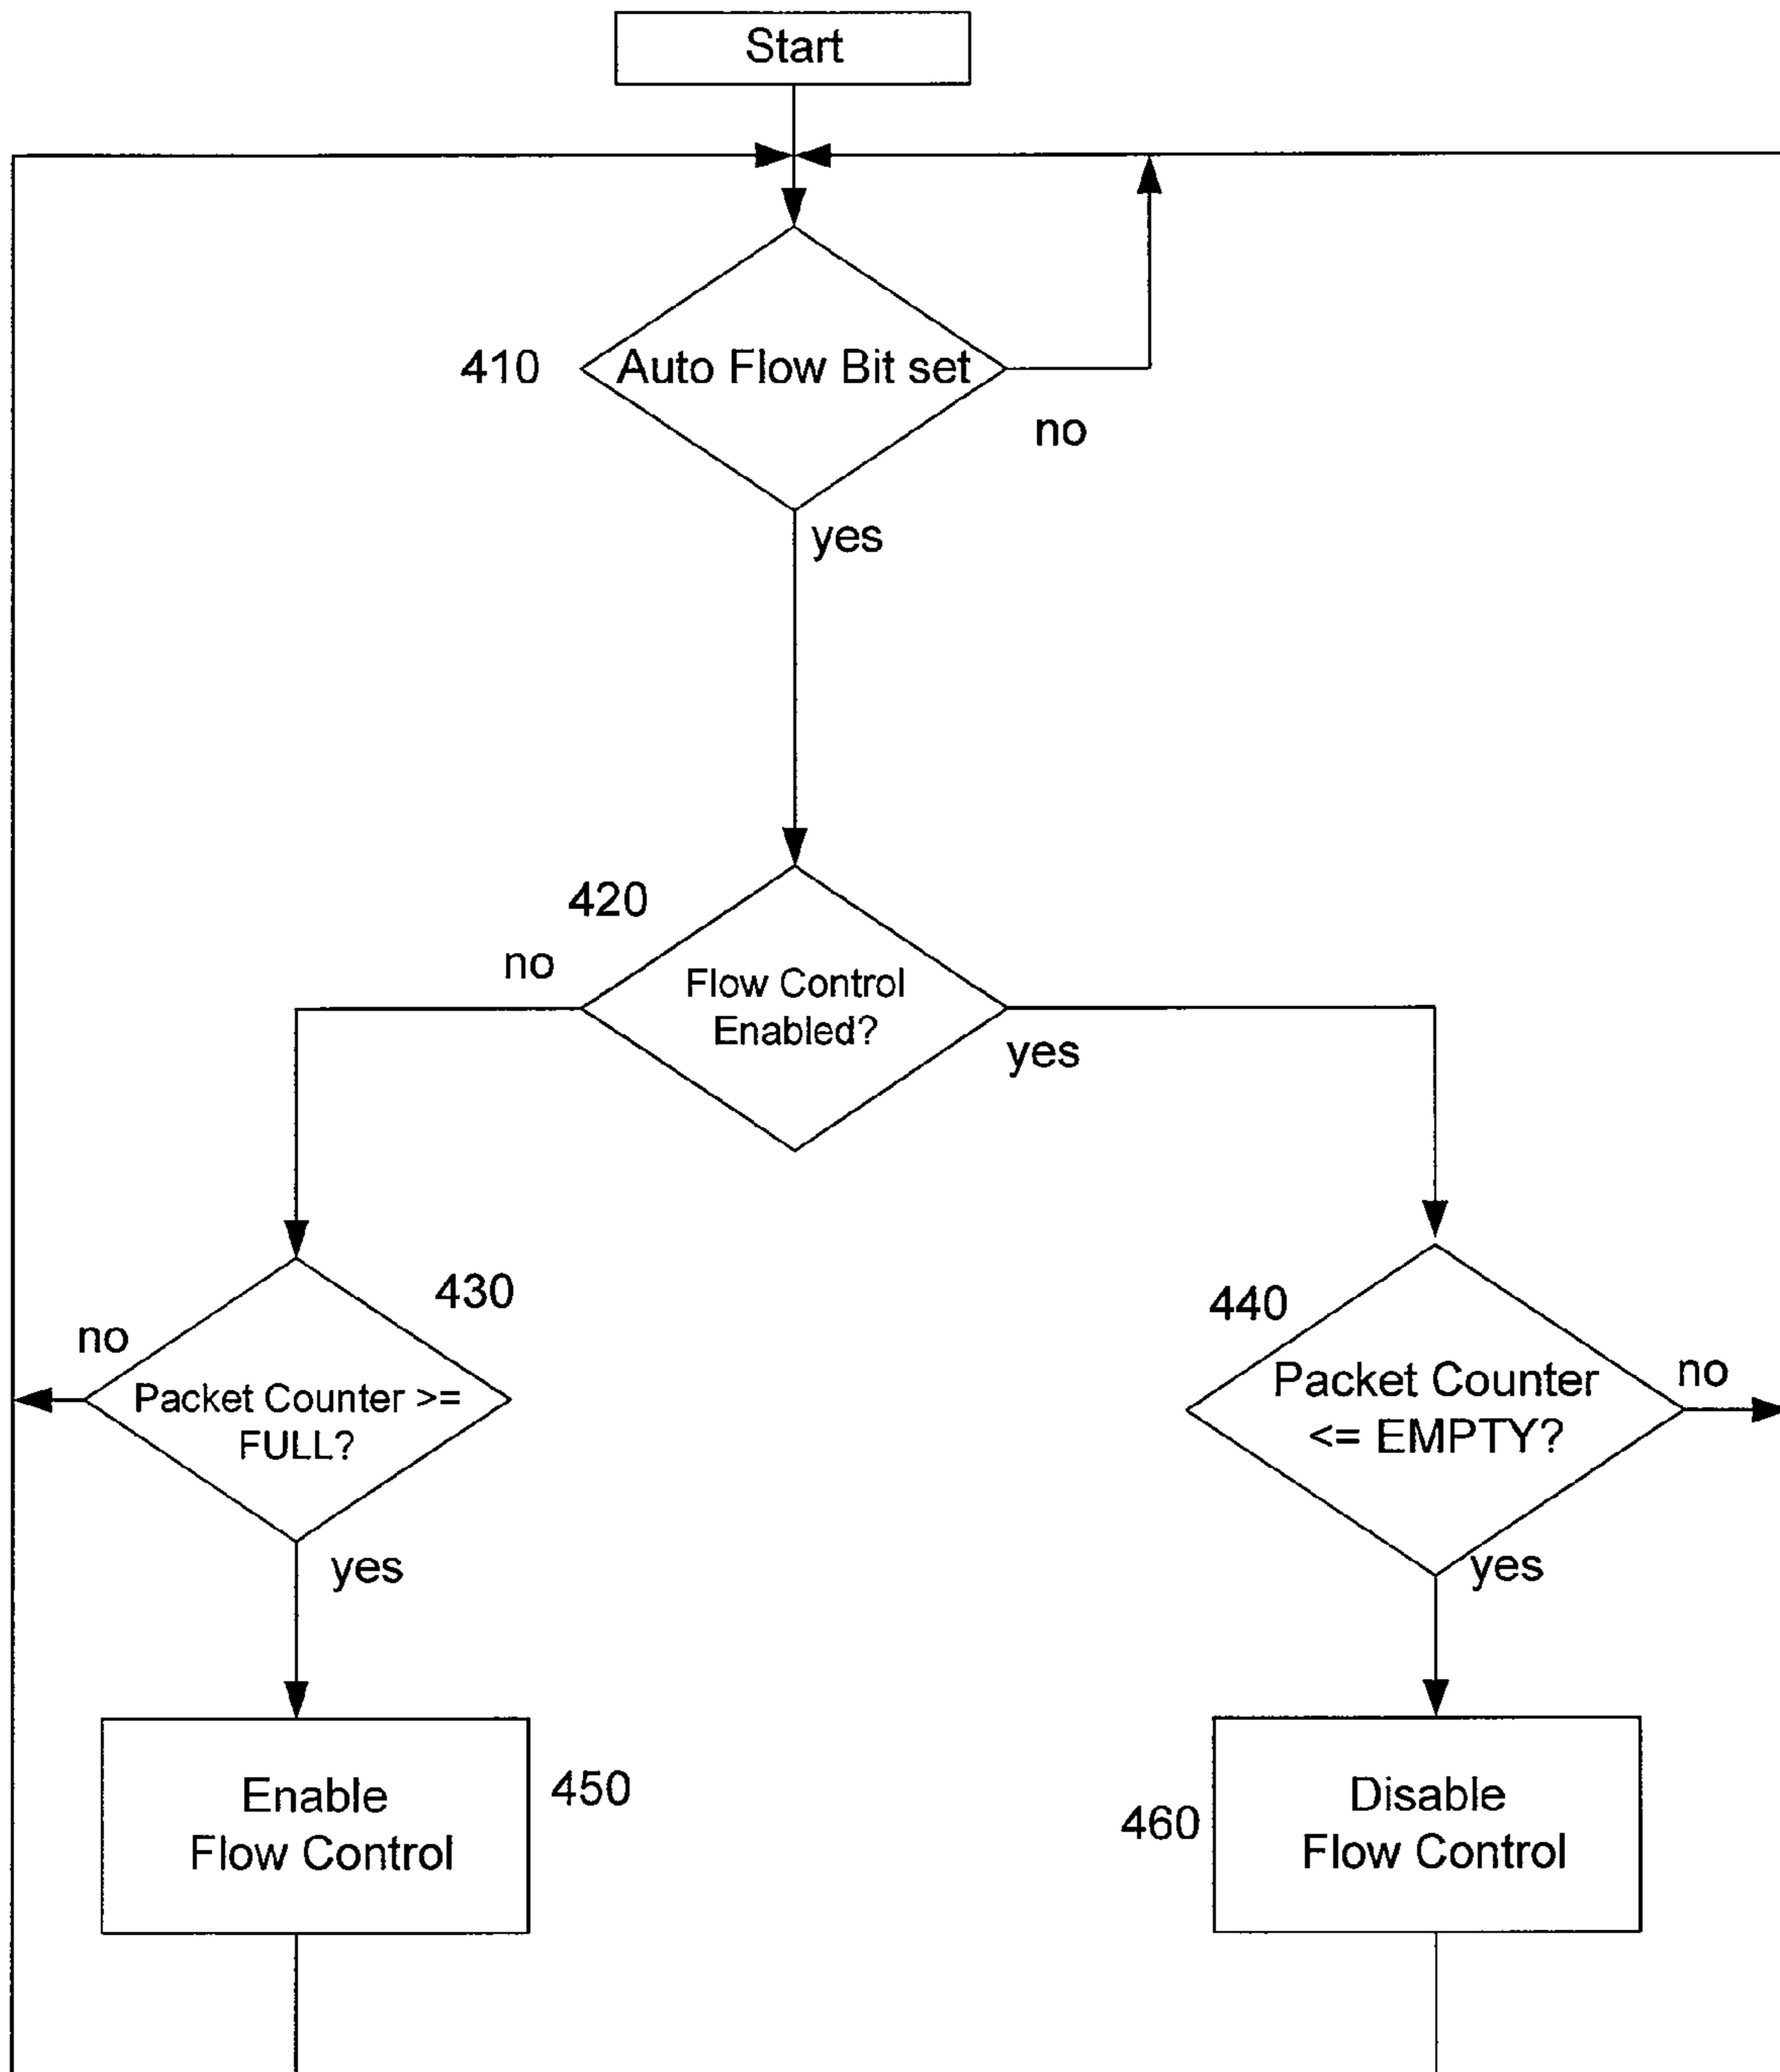 Start
410
Auto Flow Bit set
no
yes
420
no
Flow Control
Enabled?
yes
430
no
Packet Counter >=
FULL?
yes
440
Packet Counter
<= EMPTY?
no
yes
Enable
Flow Control
450
460
Disable
Flow Control